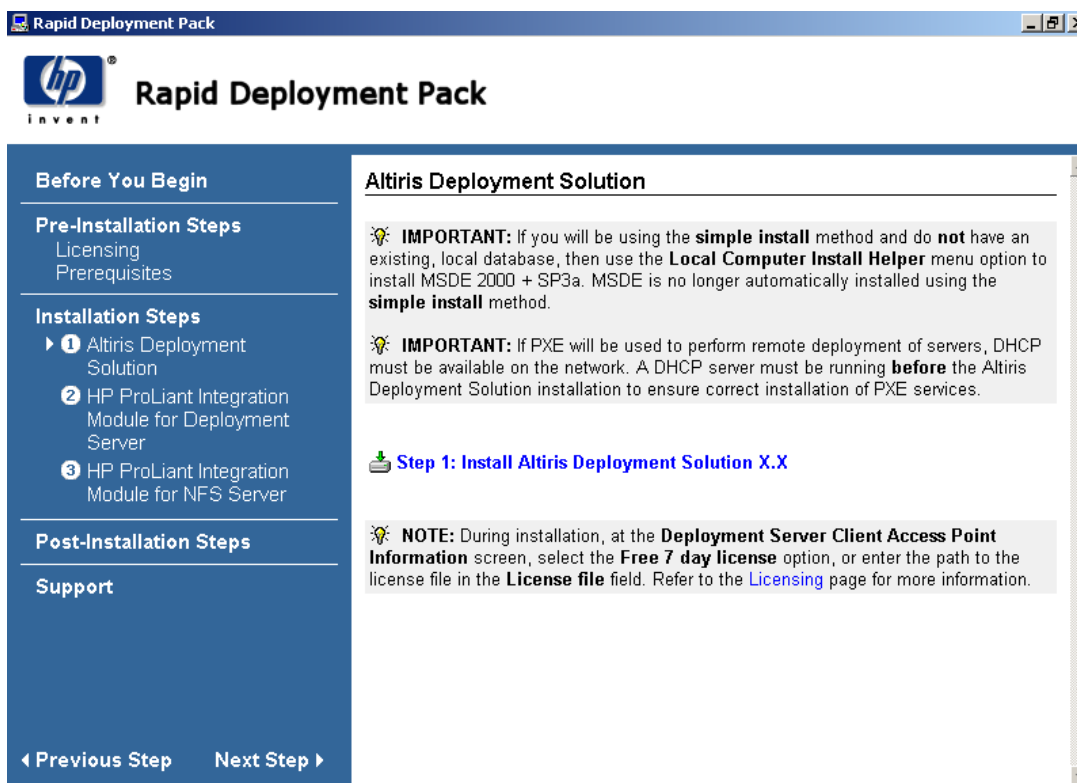 Rapid Deployment Pack
hp
®
invent
Rapid Deployment Pack
Before You Begin
Pre-Installation Steps
Licensing
Prerequisites
Installation Steps
1 Altiris Deployment
Solution
2 HP ProLiant Integration
Module for Deployment
Server
3 HP ProLiant Integration
Module for NFS Server
Post-Installation Steps
Support
Previous Step
Next Step
Altiris Deployment Solution
IMPORTANT: If you will be using the simple install method and do not have an
existing, local database, then use the Local Computer Install Helper menu option to
install MSDE 2000 + SP3a. MSDE is no longer automatically installed using the
simple install method.
IMPORTANT: If PXE will be used to perform remote deployment of servers, DHCP
must be available on the network. A DHCP server must be running before the Altiris
Deployment Solution installation to ensure correct installation of PXE services.
Step 1: Install Altiris Deployment Solution X.X
NOTE: During installation, at the Deployment Server Client Access Point
Information screen, select the Free 7 day license option, or enter the path to the
license file in the License file field. Refer to the Licensing page for more information.